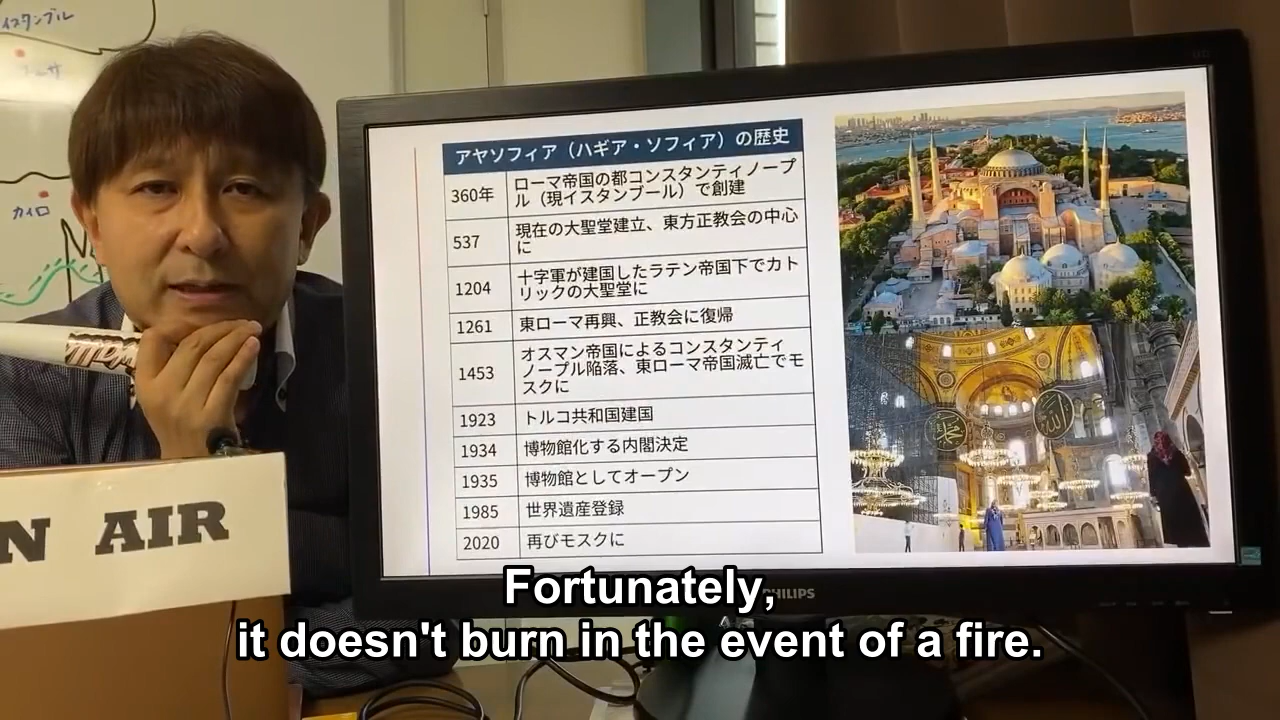 イスタンブル
カイロ
アヤソフィア（ハギア・ソフィア）の歴史
360年
ローマ帝国の都コンスタンティノープ
ル（現イスタンブール）で創建
537
現在の大聖堂建立、東方正教会の中心
に
1204
十字軍が建国したラテン帝国下でカト
リックの大聖堂に
1261
東ローマ再興、正教会に復帰
1453
オスマン帝国によるコンスタンティ
ノープル陥落、東ローマ帝国滅亡でモ
スクに
1923
トルコ共和国建国
1934
博物館化する内閣決定
1935
博物館としてオープン
1985
世界遺産登録
2020
再びモスクに
N AIR
PHILIPS
Fortunately,
it doesn't burn in the event of a fire.